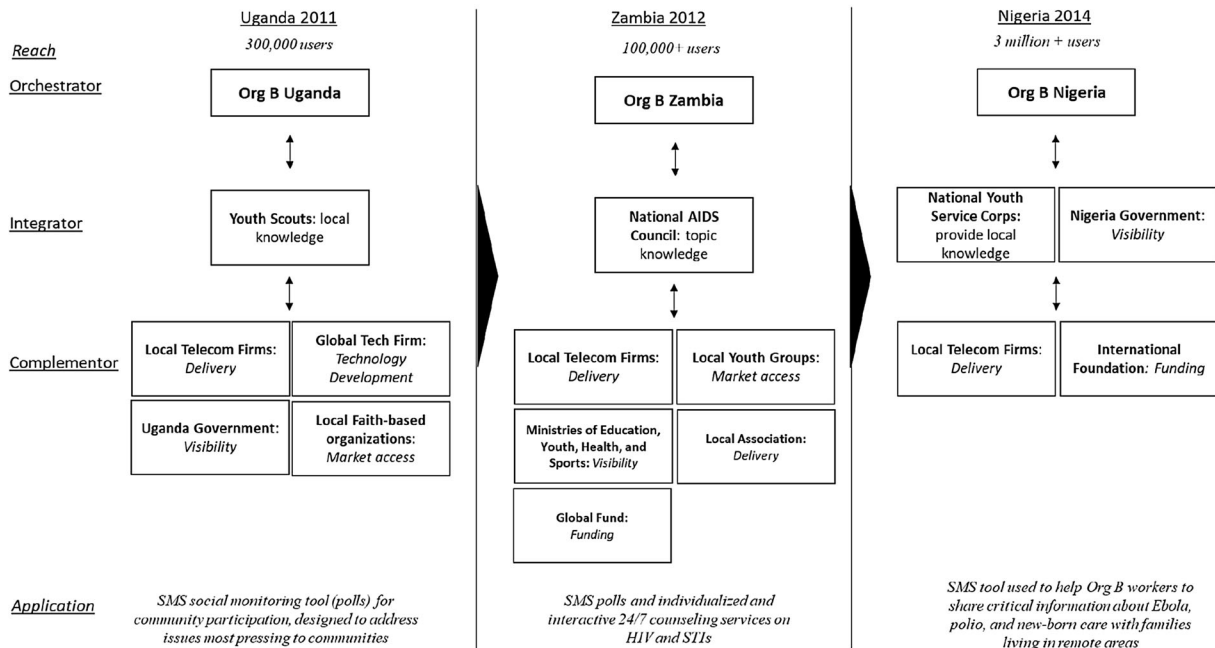 Uganda 2011
Zambia 2012
Nigeria 2014
Reach
300,000 users
100,000+ users
3 million + users
Orchestrator
Org B Uganda
Org B Zambia
Org B Nigeria
Integrator
Youth Scouts: local
knowledge
National AIDS
Council: topic
knowledge
National Youth
Service Corps:
provide local
knowledge
Nigeria Government:
Visibility
Complementor
Local Telecom Firms:
Delivery
Global Tech Firm:
Technology
Development
Uganda Government:
Visibility
Local Faith-based
organizations:
Market access
Local Telecom Firms:
Delivery
Local Youth Groups:
Market access
Ministries of Education,
Youth, Health, and
Sports: Visibility
Local Association:
Delivery
Global Fund:
Funding
Local Telecom Firms:
Delivery
International
Foundation: Funding
Application
SMS social monitoring tool (polls) for
community participation, designed to address
issues most pressing to communities
SMS polls and individualized and
interactive 24/7 counseling services on
HIV and STIs
SMS tool used to help Org B workers to
share critical information about Ebola,
polio, and new-born care with families
living in remote areas